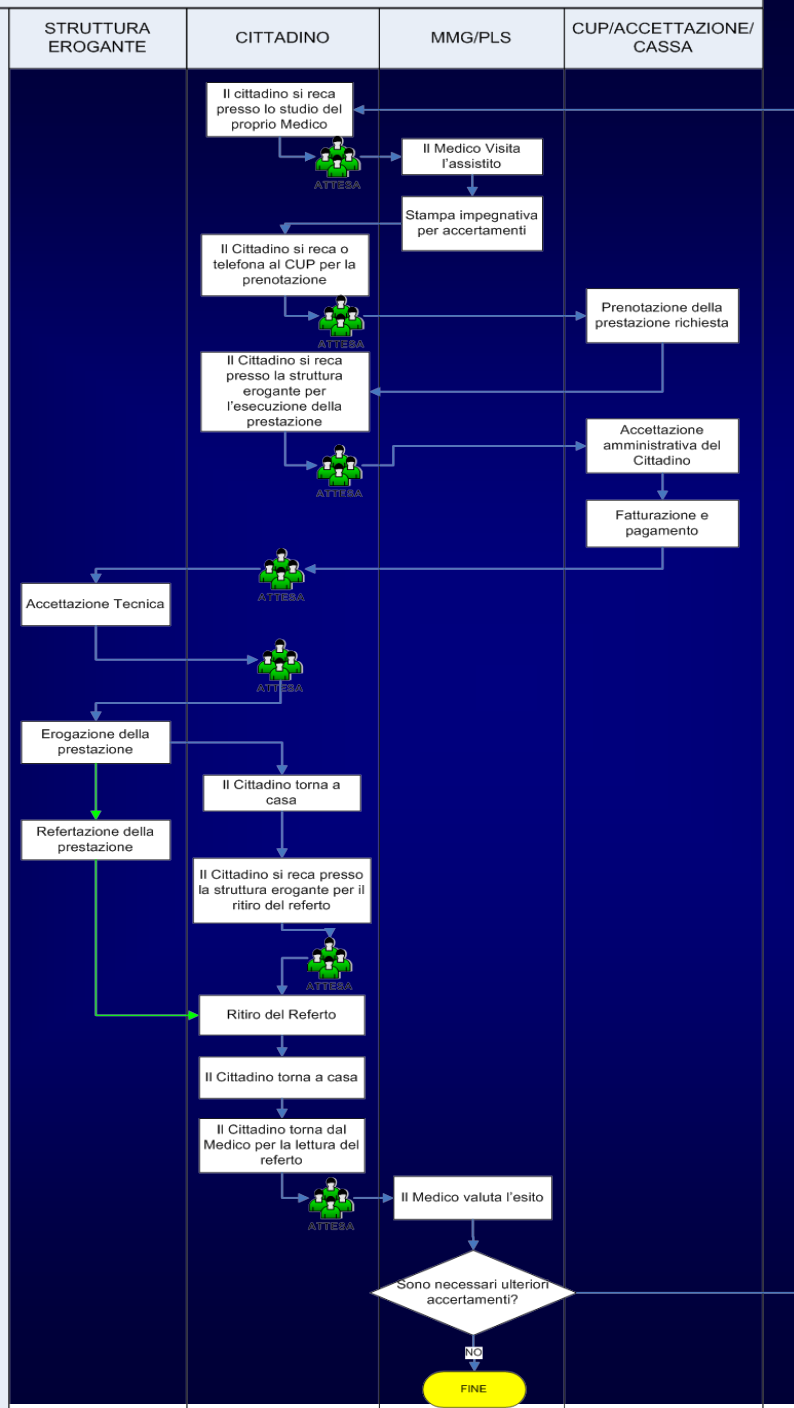 STRUTTURA
EROGANTE
CITTADINO
MMG/PLS
CUP/ACCETTAZIONE/
CASSA
Il cittadino si reca
presso lo studio del
proprio Medico
ATTESA
Il Medico Visita
l'assistito
Stampa impegnativa
per accertamenti
Il Cittadino si reca o
telefona al CUP per la
prenotazione
ATTESA
Prenotazione della
prestazione richiesta
Il Cittadino si reca
presso la struttura
erogante per
l'esecuzione della
prestazione
ATTESA
Accettazione
amministrativa del
Cittadino
Fatturazione e
pagamento
ATTESA
Accettazione Tecnica
ATTESA
Erogazione della
prestazione
Il Cittadino torna a
casa
Refertazione della
prestazione
Il Cittadino si reca presso
la struttura erogante per il
ritiro del referto
ATTESA
Ritiro del Referto
Il Cittadino torna a casa
Il Cittadino torna dal
Medico per la lettura del
referto
ATTESA
Il Medico valuta l'esito
Sono necessari ulteriori
accertamenti?
NO
FINE